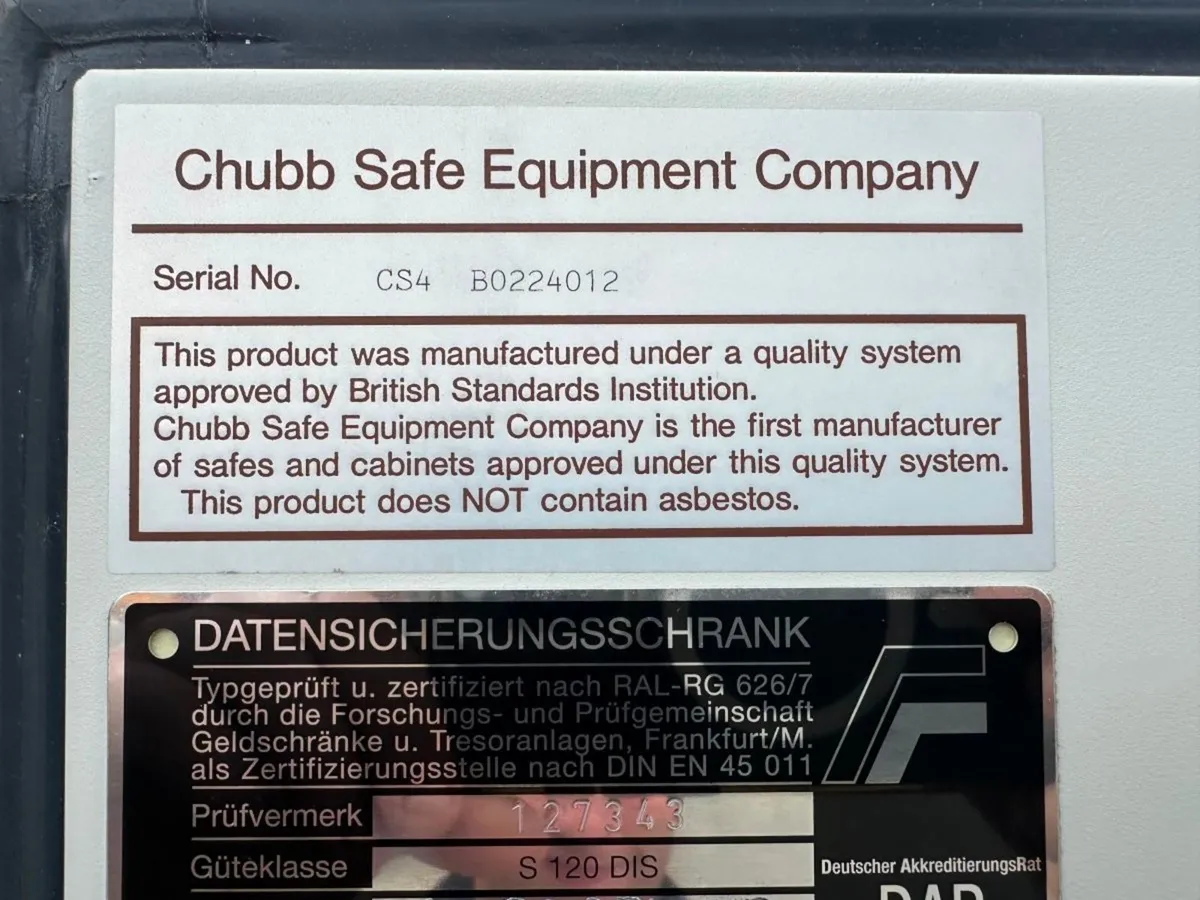 Chubb Safe Equipment Company
Serial No. CS4 B0224012
This product was manufactured under a quality system
approved by British Standards Institution.
Chubb Safe Equipment Company is the first manufacturer
of safes and cabinets approved under this quality system.
This product does NOT contain asbestos.
DATENSICHERUNGSSCHRANK
Typgeprüft u. zertifiziert nach RAL-RG 626/7
durch die Forschungs- und Prüfgemeinschaft
Geldschränke u. Tresoranlagen, Frankfurt/M.
als Zertifizierungsstelle nach DIN EN 45 011
Prüfvermerk 127343
Güteklasse S 120 DIS
Deutscher AkkreditierungsRat
DAR